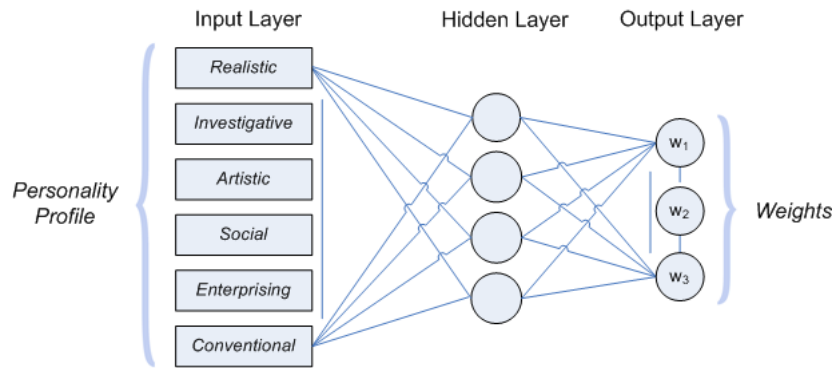 Input Layer
Hidden Layer
Output Layer
Realistic
Investigative
Artistic
Social
Enterprising
Conventional
Personality
Profile
w1
w2
w3
Weights